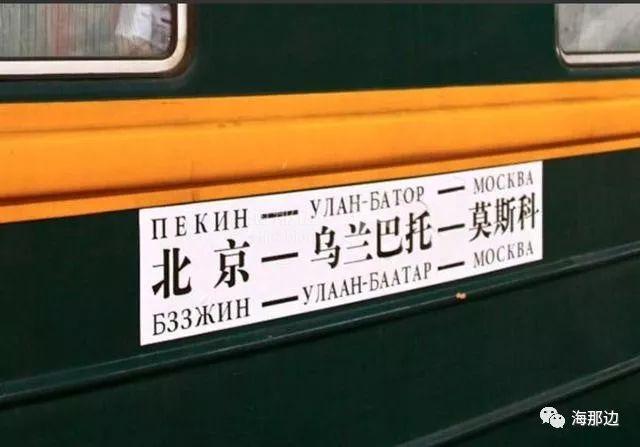 ПЕКИН — УЛАН-БАТОР — МОСКВА
北京—乌兰巴托—莫斯科
БЗЗЖИН — УЛААН-БААТАР — МОСКВА
海那边